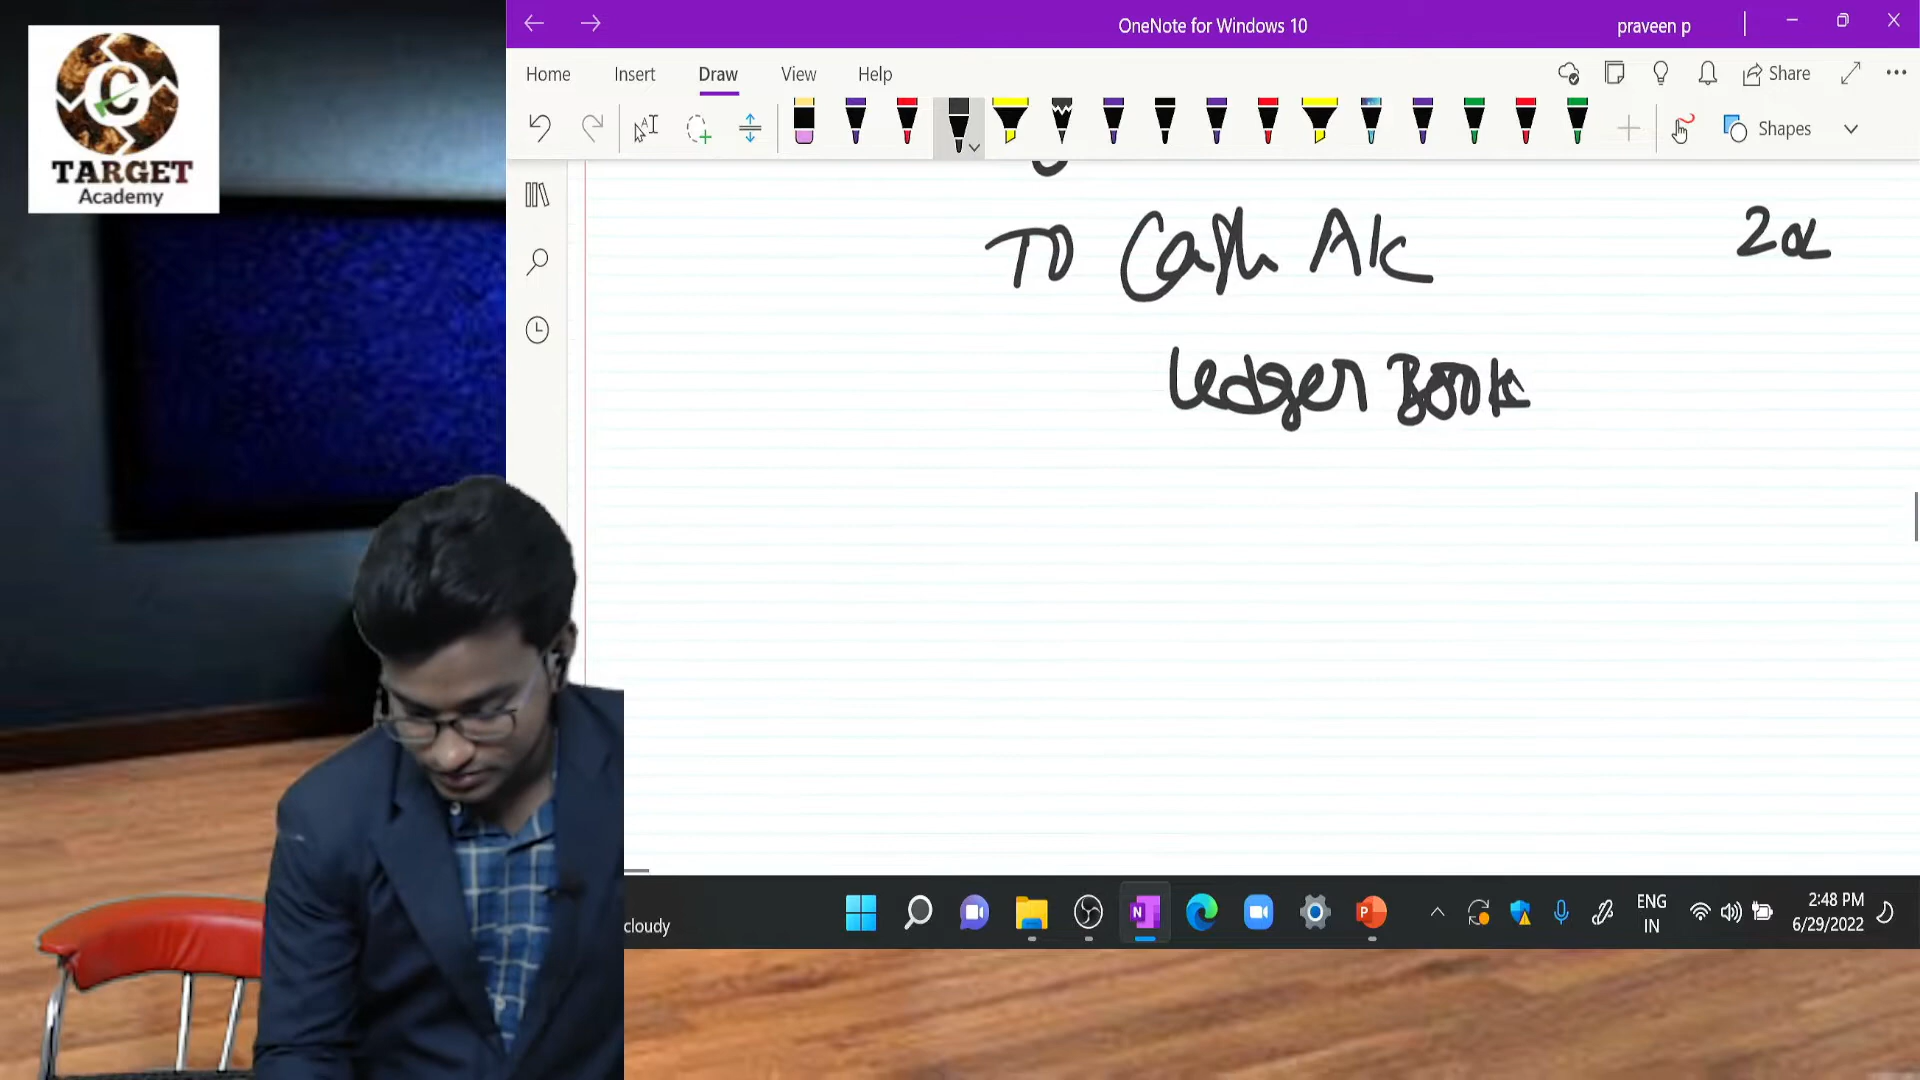 TARGET
Academy
OneNote for Windows 10
praveen p
Home
Insert
Draw
View
Help
Share
Shapes
To Cash A/c
Ledger Book
cloudy
ENG
IN
2:48 PM
6/29/2022